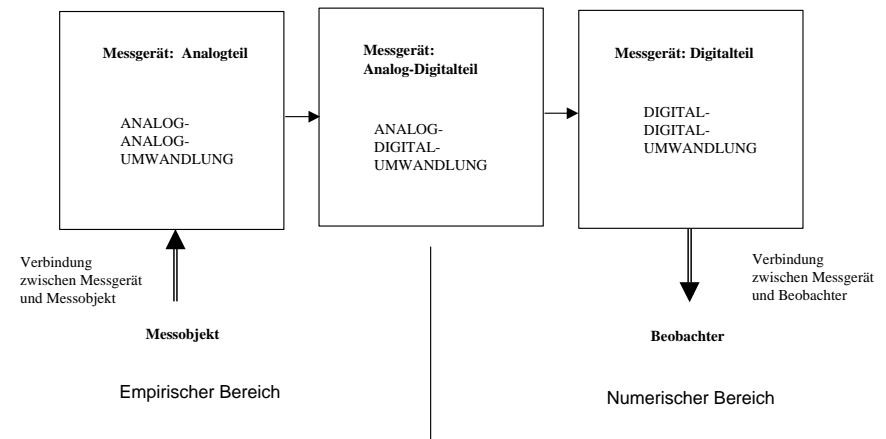 Messgerät:  Analogteil
ANALOG-
ANALOG-
UMWANDLUNG
Messgerät:
Analog-Digitalteil
ANALOG-
DIGITAL-
UMWANDLUNG
Messgerät: Digitalteil
DIGITAL-
DIGITAL-
UMWANDLUNG
Verbindung
zwischen Messgerät
und Messobjekt
Verbindung
zwischen Messgerät
und Beobachter
Messobjekt
Beobachter
Empirischer Bereich
Numerischer Bereich